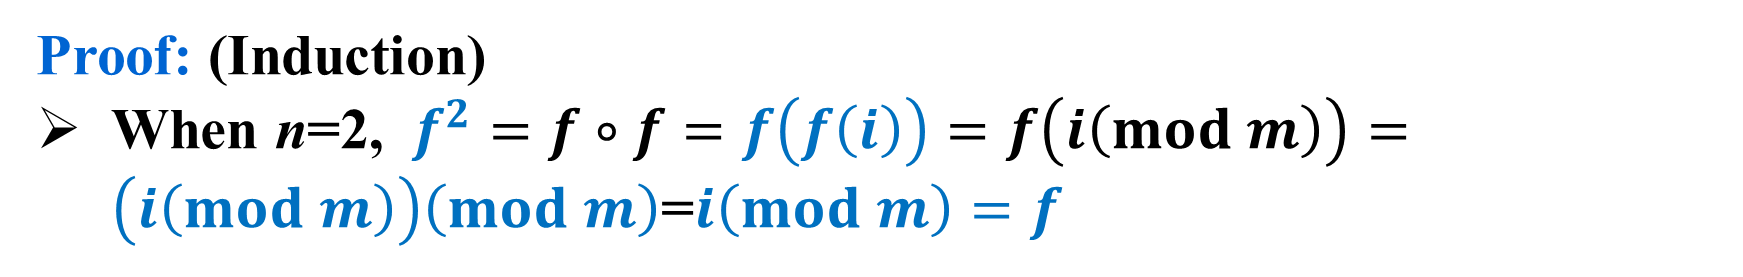 Proof: (Induction)
➢ When n=2, f² = f ∘ f = f(f(i)) = f(i(mod m)) =
(i(mod m))(mod m)=i(mod m) = f